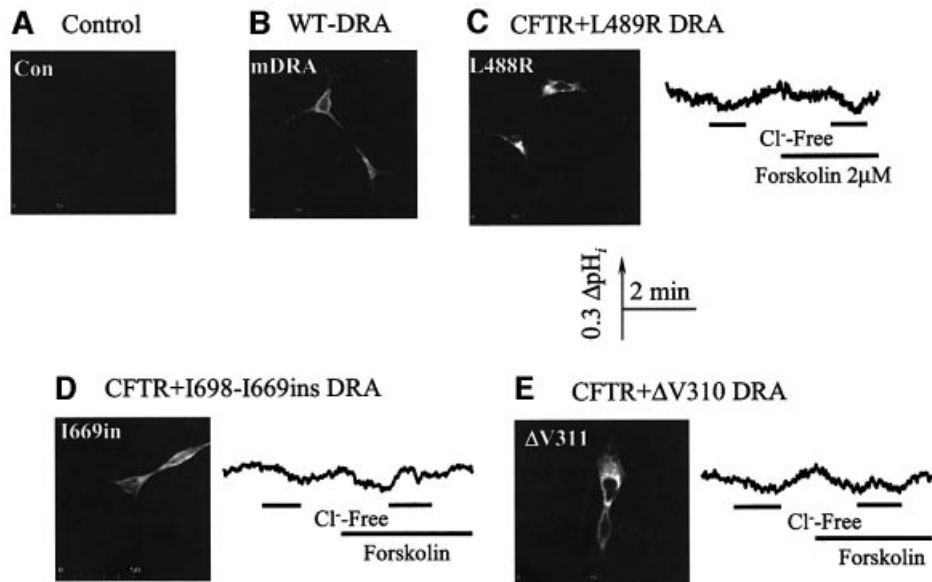 A Control
Con
B WT-DRA
mDRA
C CFTR+L489R DRA
L488R
Cl⁻-Free
Forskolin 2µM
0.3 ΔpHᵢ
2 min
D CFTR+I698-I669ins DRA
I669in
Cl⁻-Free
Forskolin
E CFTR+ΔV310 DRA
ΔV311
Cl⁻-Free
Forskolin